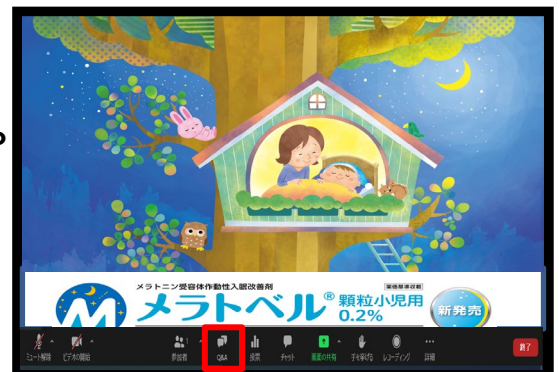 メラトニン受容体作動性入眠改善剤
薬価基準収載
メラトベル® 顆粒小児用 0.2%
新発売
ミュート解除 ビデオの開始 参加者 1 Q&A 投票 チャット 画面の共有 手を挙げる レコーディング 詳細 終了